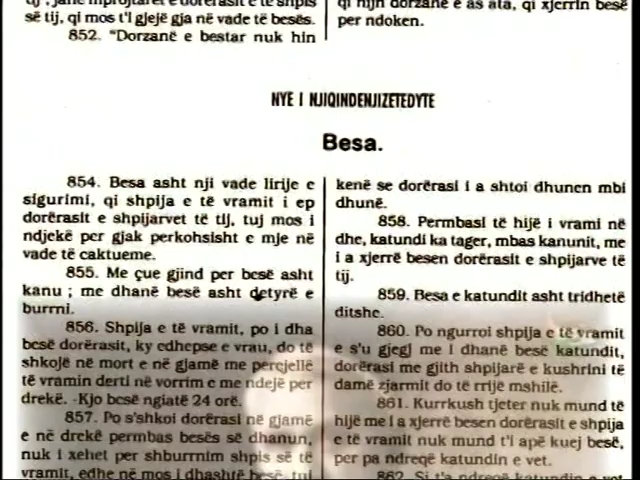 se tij, qi mos t'l gjejë gja në vade të besës.
852. "Dorzanë e bestar nuk hin
qi hijn dorzanë e as ata, qi xjerrin besë
per ndoken.
NYE I NJIQINDENJIZETEDYTE
Besa.
854. Besa asht nji vade lirije e
sigurimi, qi shpija e të vramit i ep
dorërasit e shpijarvet të tij, tuj mos i
ndjekë per gjak perkohsisht e mje në
vade të caktueme.
855. Me çue gjind per besë asht
kanu ; me dhanë besë asht detyrë e
burrni.
856. Shpija e të vramit, po i dha
besë dorërasit, ky edhepse e vrau, do të
shkojë në mort e në gjamë me perçjellë
të vramin derti në vorrim e me ndejë per
drekë. -Kjo besë ngiatë 24 orë.
857. Po s'shkoi dorërasi në gjamë
e në drekë permbas besës së dhanun,
nuk i xehet per shburrnim shpis së të
vramit, edhe në mos i dhashtë besë, tuj
kenë se dorërasi i a shtoi dhunen mbi
dhunë.
858. Permbasi të hijë i vrami në
dhe, katundi ka tager, mbas kanunit, me
i a xjerrë besen dorërasit e shpijarve të
tij.
859. Besa e katundit asht tridhetë
ditshe.
860. Po ngurroi shpija e të vramit
e s'u gjegj me i dhanë besë katundit,
dorërasi me gjith shpijarë e kushrini të
damë zjarmit do të rrijë mshilë.
861. Kurrkush tjeter nuk mund të
hijë me i a xjerrë besen dorërasit e shpija
e të vramit nuk mund t'i apë kuej besë,
per pa ndreqë katundin e vet.
862. Si t'a ndreqë katundin e vet